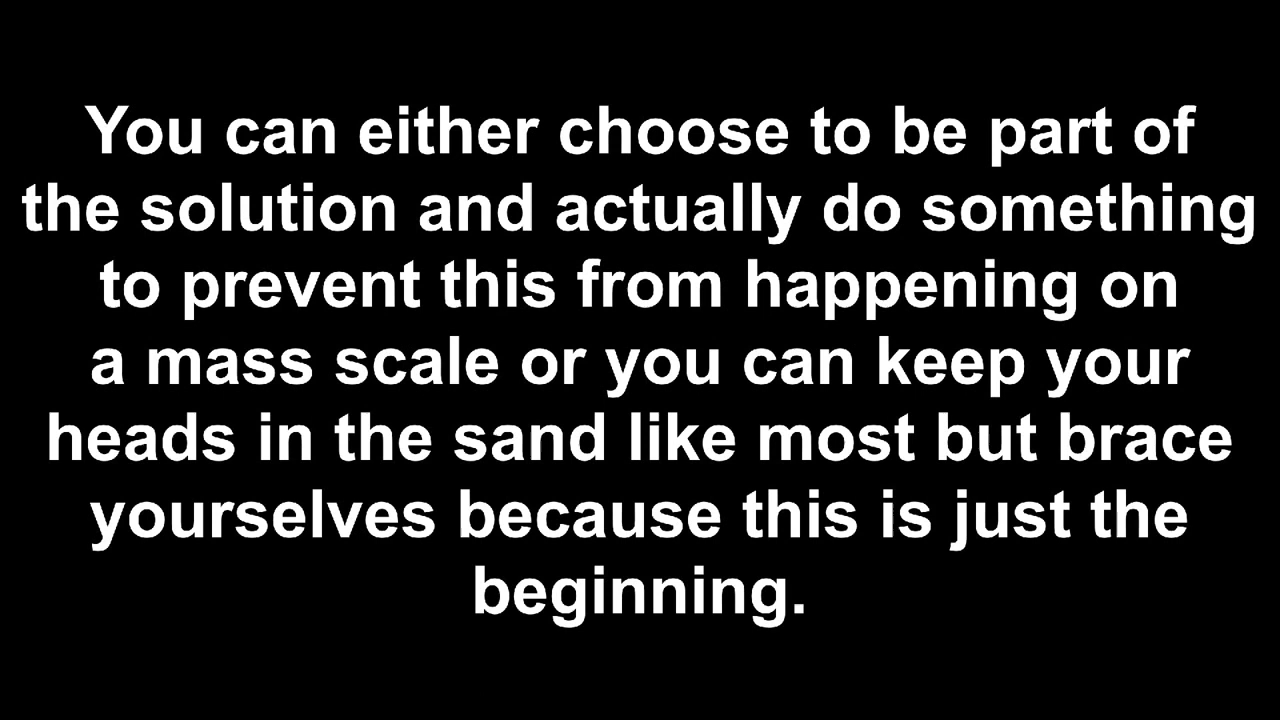 You can either choose to be part of
the solution and actually do something
to prevent this from happening on
a mass scale or you can keep your
heads in the sand like most but brace
yourselves because this is just the
beginning.